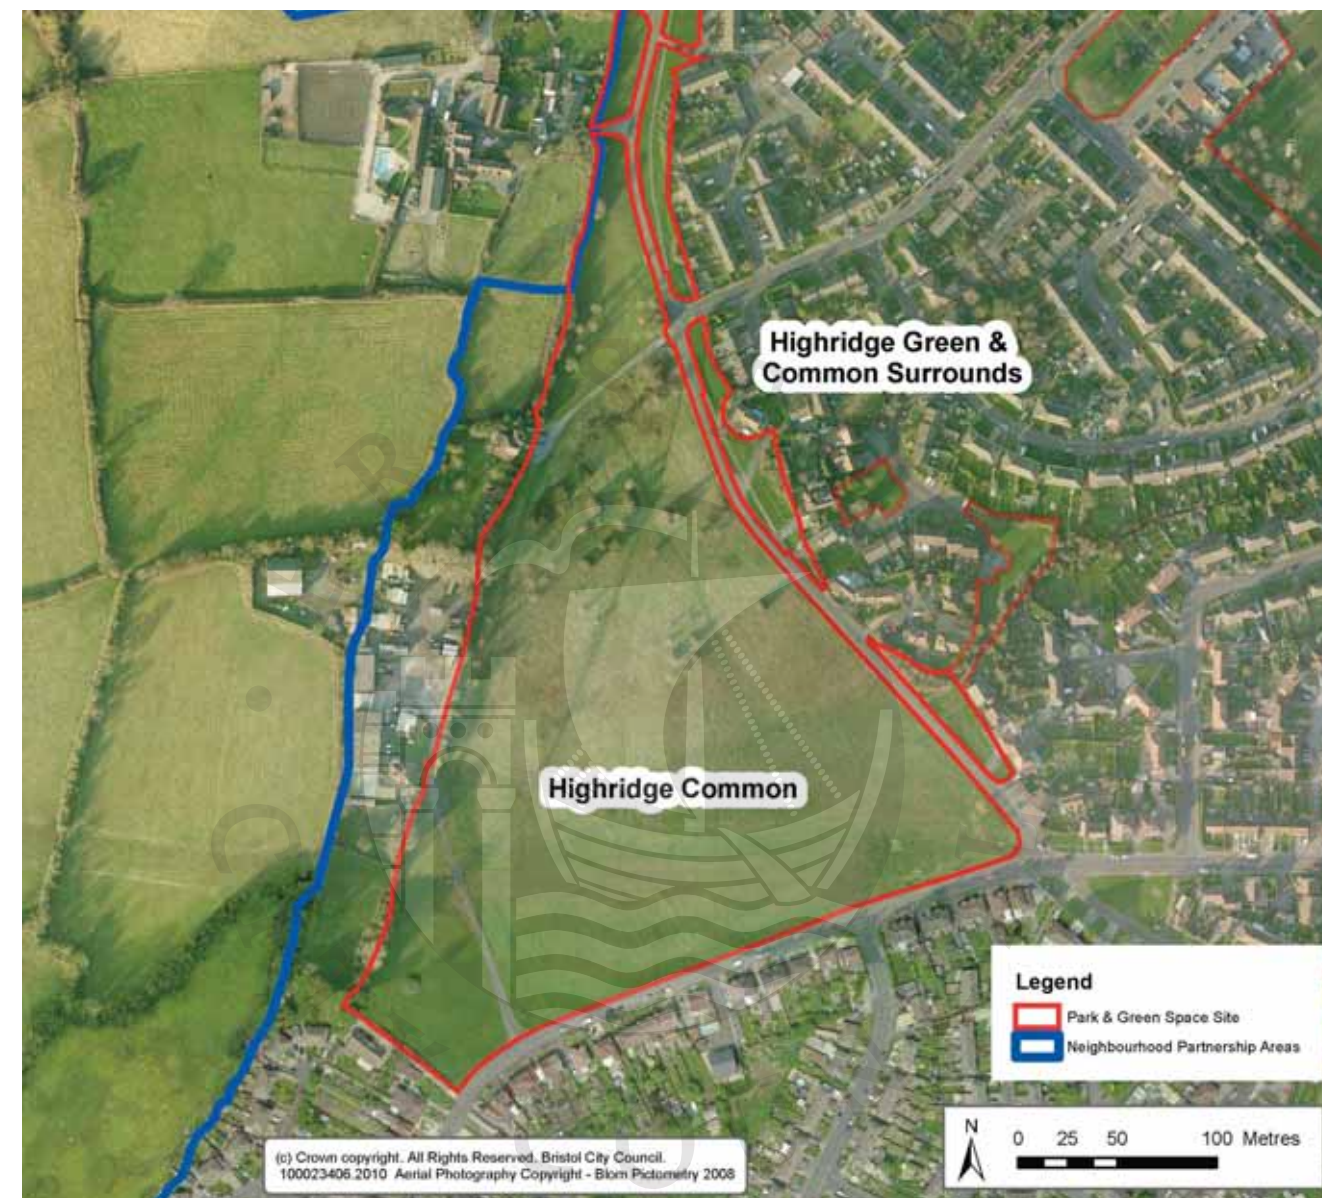 Highridge Green &
Common Surrounds
Highridge Common
Legend
Park & Green Space Site
Neighbourhood Partnership Areas
N
0 25 50 100 Metres
(c) Crown copyright. All Rights Reserved. Bristol City Council.
100023406.2010 Aerial Photography Copyright - Blom Pictometry 2008